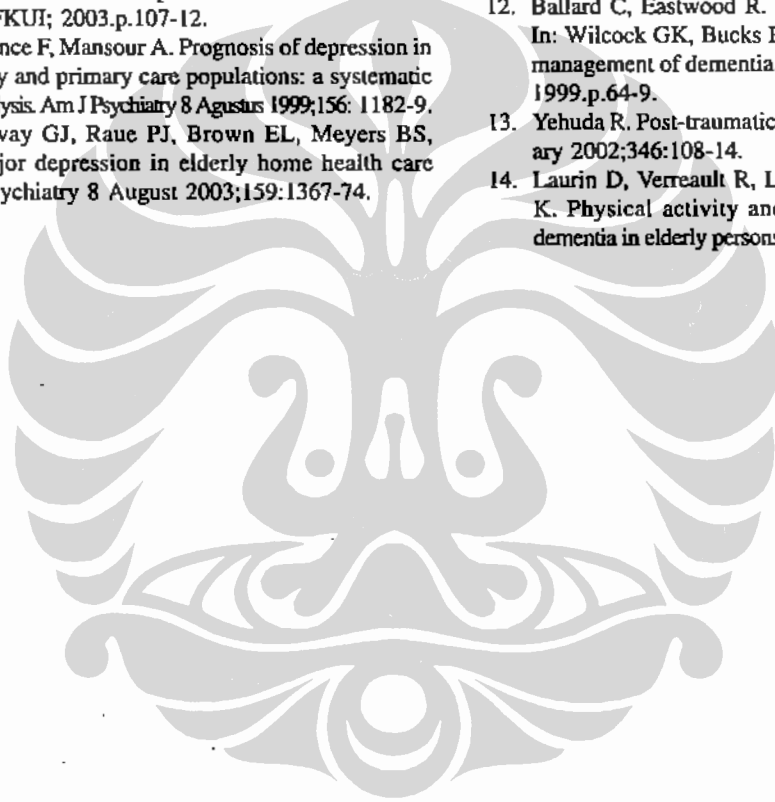 FKUI; 2003.p.107-12.
nce F, Mansour A. Prognosis of depression in
y and primary care populations: a systematic
lysis. Am J Psychiatry 8 Agustus 1999;156: 1182-9.
way GJ, Raue PJ, Brown EL, Meyers BS,
jor depression in elderly home health care
sychiatry 8 August 2003;159:1367-74.
12. Ballard C, Eastwood R.
In: Wilcock GK, Bucks
management of dementia
1999.p.64-9.
13. Yehuda R. Post-traumatic
ary 2002;346:108-14.
14. Laurin D, Verreault R, L
K. Physical activity and
dementia in elderly persons